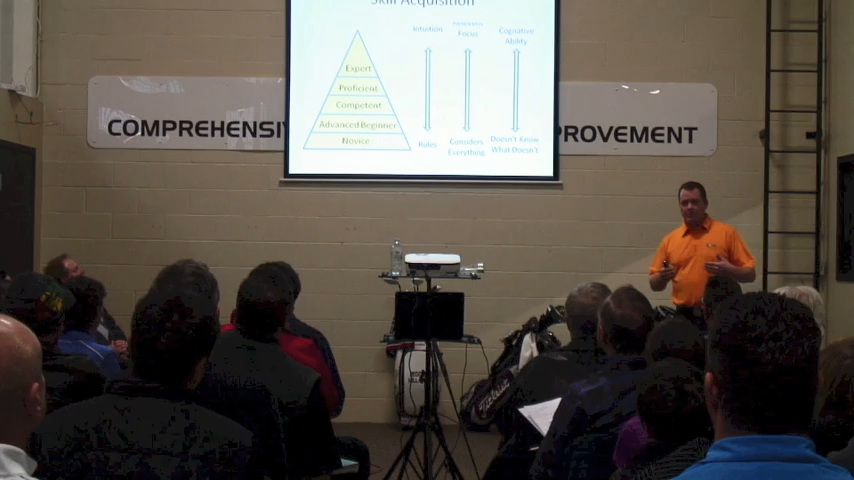 Skill Acquisition
Intuition
Focus
Cognitive
Ability
Expert
Proficient
Competent
Advanced Beginner
Novice
Rules
Considers
Everything
Doesn't Know
What Doesn't
COMPREHENSI
PROVEMENT
Titleist